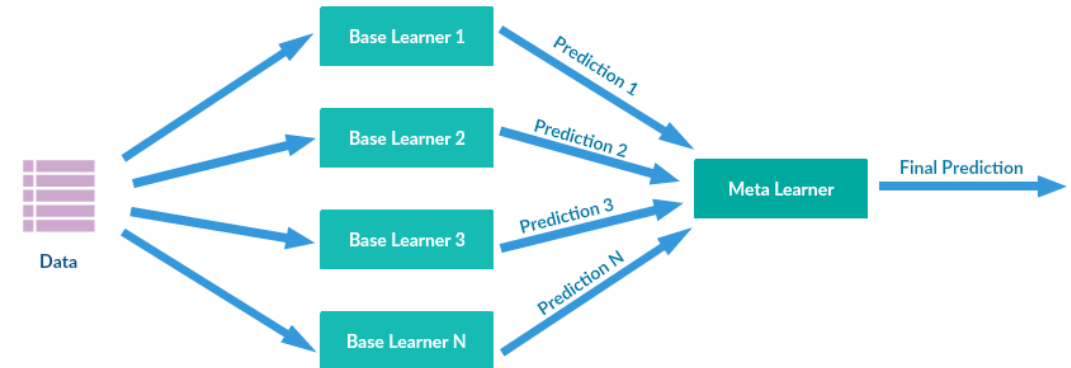 Base Learner 1
Prediction 1
Base Learner 2
Prediction 2
Final Prediction
Meta Learner
Prediction 3
Base Learner 3
Data
Prediction N
Base Learner N